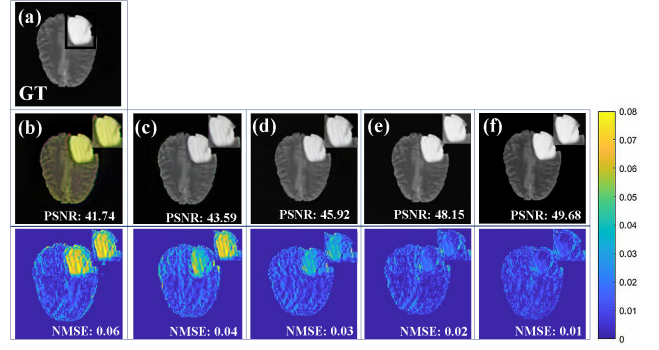 (a)
GT
(b) (c) (d) (e) (f)
PSNR: 41.74 PSNR: 43.59 PSNR: 45.92 PSNR: 48.15 PSNR: 49.68
NMSE: 0.06 NMSE: 0.04 NMSE: 0.03 NMSE: 0.02 NMSE: 0.01
0.08
0.07
0.06
0.05
0.04
0.03
0.02
0.01
0